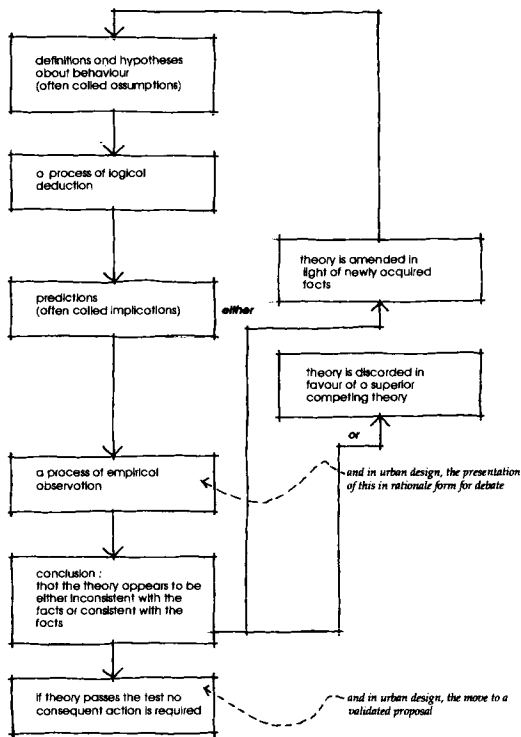 definitions and hypotheses
about behaviour
(often called assumptions)
a process of logical
deduction
predictions
(often called implications)
either
theory is amended in
light of newly acquired
facts
theory is discarded in
favour of a superior
competing theory
or
a process of empirical
observation
and in urban design, the presentation
of this in rationale form for debate
conclusion :
that the theory appears to be
either inconsistent with the
facts or consistent with the
facts
if theory passes the test no
consequent action is required
and in urban design, the move to a
validated proposal